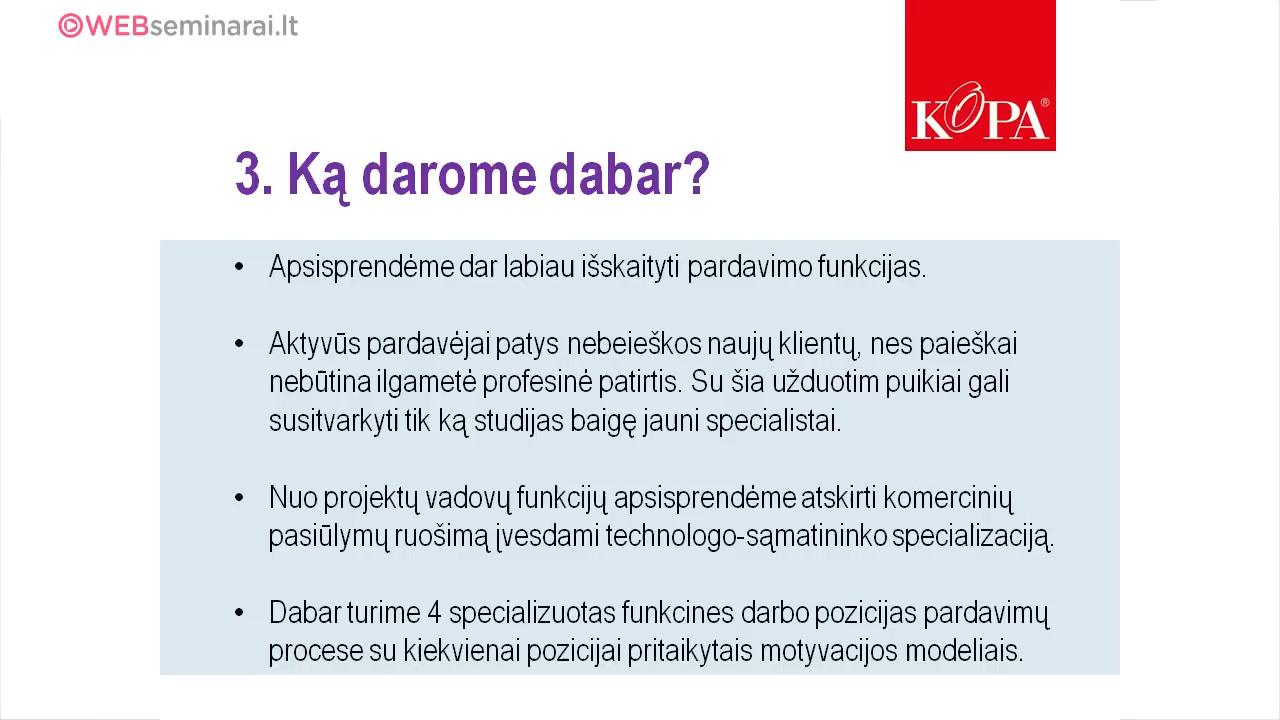 WEBseminarai.lt
KOPA®
3. Ką darome dabar?
• Apsisprendėme dar labiau išskaityti pardavimo funkcijas.
• Aktyvūs pardavėjai patys nebeieškos naujų klientų, nes paieškai
nebūtina ilgametė profesinė patirtis. Su šia užduotim puikiai gali
susitvarkyti tik ką studijas baigę jauni specialistai.
• Nuo projektų vadovų funkcijų apsisprendėme atskirti komercinių
pasiūlymų ruošimą įvesdami technologo-sąmatininko specializaciją.
• Dabar turime 4 specializuotas funkcines darbo pozicijas pardavimų
procese su kiekvienai pozicijai pritaikytais motyvacijos modeliais.